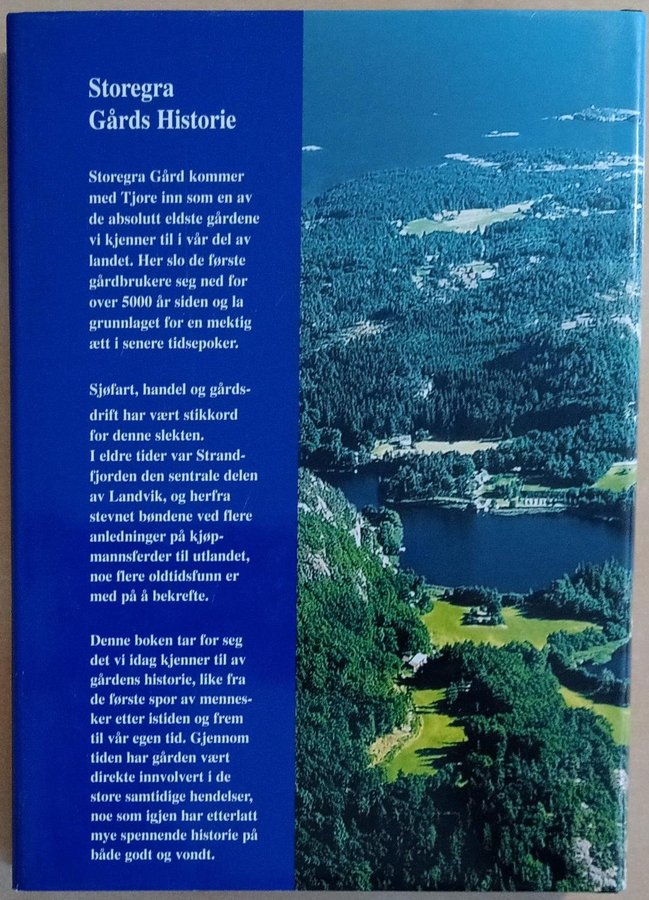 Storegra
Gårds Historie
Storegra Gård kommer
med Tjore inn som en av
de absolutt eldste gårdene
vi kjenner til i vår del av
landet. Her slo de første
gårdbrukere seg ned for
over 5000 år siden og la
grunnlaget for en mektig
ætt i senere tidsepoker.
Sjøfart, handel og gårds-
drift har vært stikkord
for denne slekten.
I eldre tider var Strand-
fjorden den sentrale delen
av Landvik, og herfra
stevnet bøndene ved flere
anledninger på kjøp-
mannsferder til utlandet,
noe flere oldtidsfunn er
med på å bekrefte.
Denne boken tar for seg
det vi idag kjenner til av
gårdens historie, like fra
de første spor av mennes-
ker etter istiden og frem
til vår egen tid. Gjennom
tiden har gården vært
direkte innvolvert i de
store samtidige hendelser,
noe som igjen har etterlatt
mye spennende historie på
både godt og vondt.